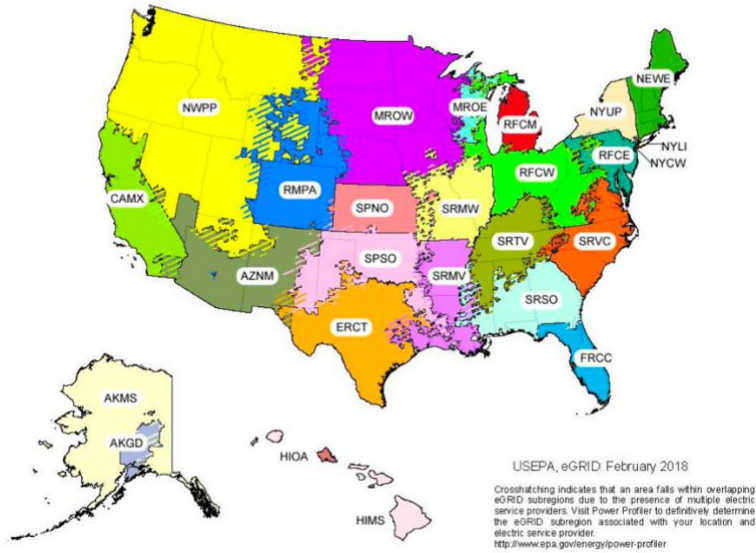 NWPP
MROW
MROE
RFCM
NYUP
NEWE
NYLI
NYCW
RFCE
RFCW
CAMX
RMPA
SPNO
SRMW
SRTV
SRVC
AZNM
SPSO
SRMV
SRSO
ERCT
FRCC
AKMS
AKGD
HIOA
HIMS
USEPA, eGRID February 2018
Crosshatching indicates that an area falls within overlapping
eGRID subregions due to the presence of multiple electric
service providers. Visit Power Profiler to definitively determine
the eGRID subregion associated with your location and
electric service provider.
http://www.epa.gov/energy/power-profiler